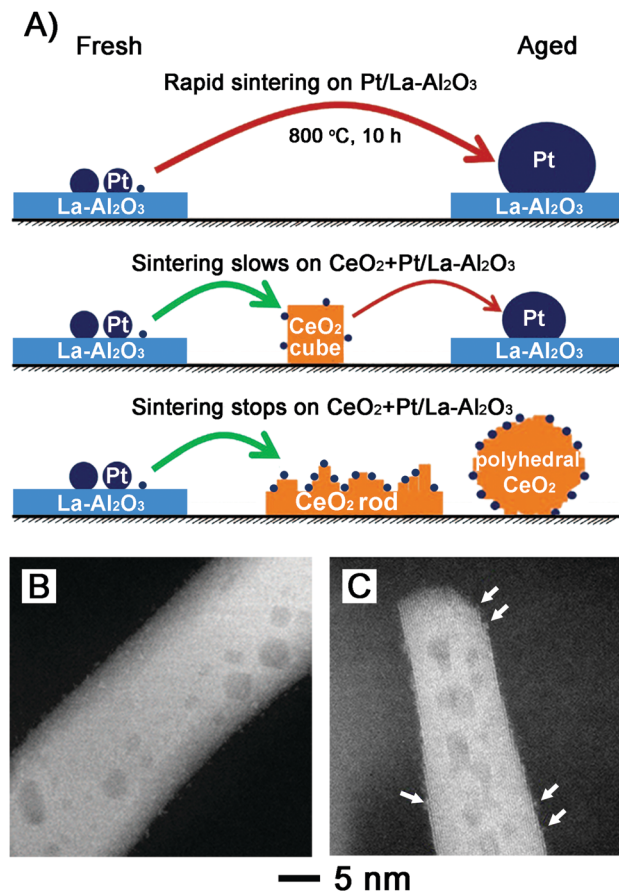 A)
Fresh
Aged
Rapid sintering on Pt/La-Al2O3
800 °C, 10 h
Pt
Pt
La-Al2O3
La-Al2O3
Sintering slows on CeO2+Pt/La-Al2O3
Pt
CeO2
cube
Pt
La-Al2O3
La-Al2O3
Sintering stops on CeO2+Pt/La-Al2O3
Pt
La-Al2O3
CeO2 rod
polyhedral
CeO2
B
C
5 nm